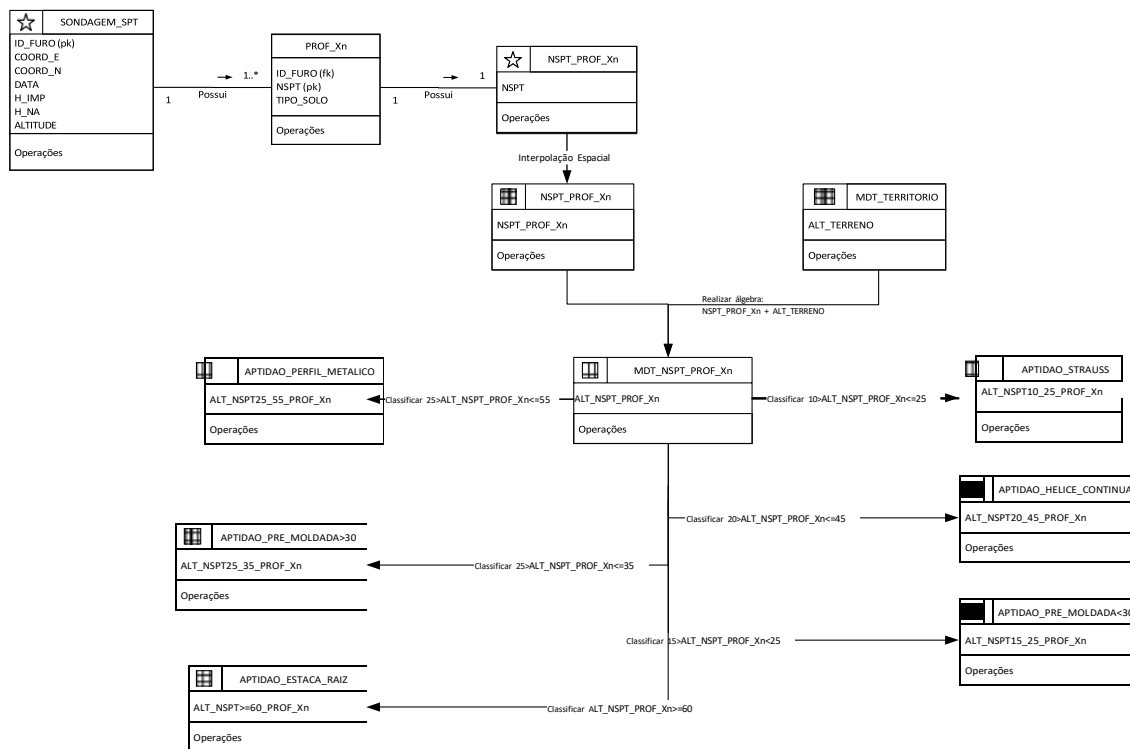 SONDAGEM_SPT
ID_FURO (pk)
COORD_E
COORD_N
DATA
H_IMP
H_NA
ALTITUDE
Operações
1
Possui
1..*
PROF_Xn
ID_FURO (fk)
NSPT (pk)
TIPO_SOLO
Operações
1
Possui
1
NSPT_PROF_Xn
NSPT
Operações
Interpolação Espacial
NSPT_PROF_Xn
NSPT_PROF_Xn
Operações
MDT_TERRITORIO
ALT_TERRENO
Operações
Realizar álgebra:
NSPT_PROF_Xn + ALT_TERRENO
APTIDAO_PERFIL_METALICO
ALT_NSPT25_55_PROF_Xn
Operações
Classificar 25>ALT_NSPT_PROF_Xn<=55
MDT_NSPT_PROF_Xn
ALT_NSPT_PROF_Xn
Operações
Classificar 10>ALT_NSPT_PROF_Xn<=25
APTIDAO_STRAUSS
ALT_NSPT10_25_PROF_Xn
Operações
Classificar 20>ALT_NSPT_PROF_Xn<=45
APTIDAO_HELICE_CONTINUA
ALT_NSPT20_45_PROF_Xn
Operações
APTIDAO_PRE_MOLDADA>30
ALT_NSPT25_35_PROF_Xn
Operações
Classificar 25>ALT_NSPT_PROF_Xn<=35
Classificar 15>ALT_NSPT_PROF_Xn<25
APTIDAO_PRE_MOLDADA<30
ALT_NSPT15_25_PROF_Xn
Operações
APTIDAO_ESTACA_RAIZ
ALT_NSPT>=60_PROF_Xn
Operações
Classificar ALT_NSPT_PROF_Xn>=60